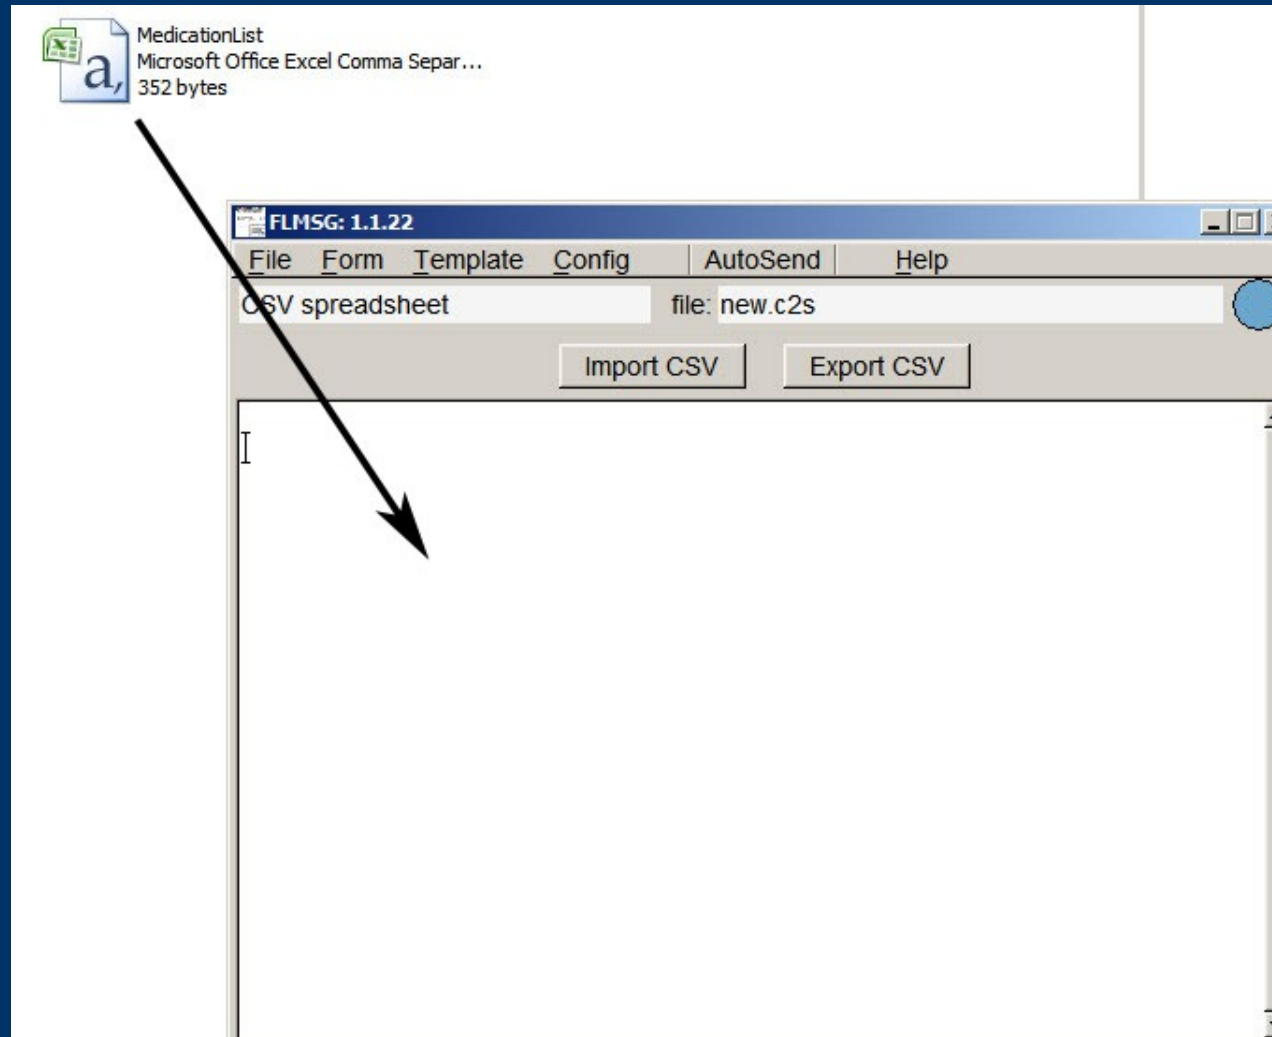 MedicationList
Microsoft Office Excel Comma Separ...
352 bytes
a,
FLMSG: 1.1.22
File Form Template Config AutoSend Help
CSV spreadsheet file: new.c2s
Import CSV Export CSV